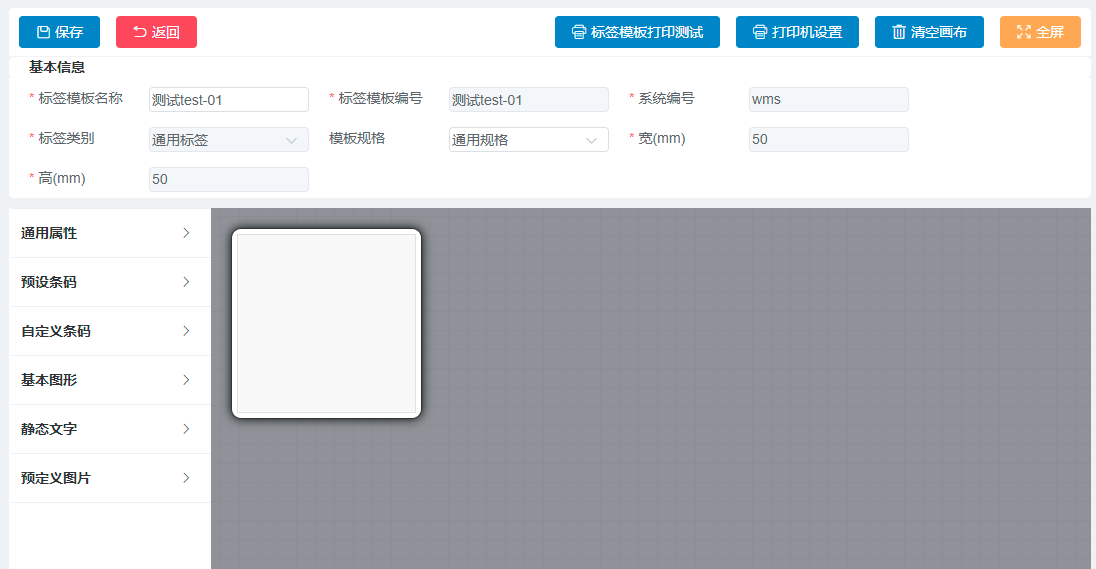 保存 返回 标签模板打印测试 打印机设置 清空画布 全屏
基本信息
* 标签模板名称 测试test-01 * 标签模板编号 测试test-01 * 系统编号 wms
* 标签类别 通用标签 模板规格 通用规格 * 宽(mm) 50
* 高(mm) 50
通用属性
预设条码
自定义条码
基本图形
静态文字
预定义图片